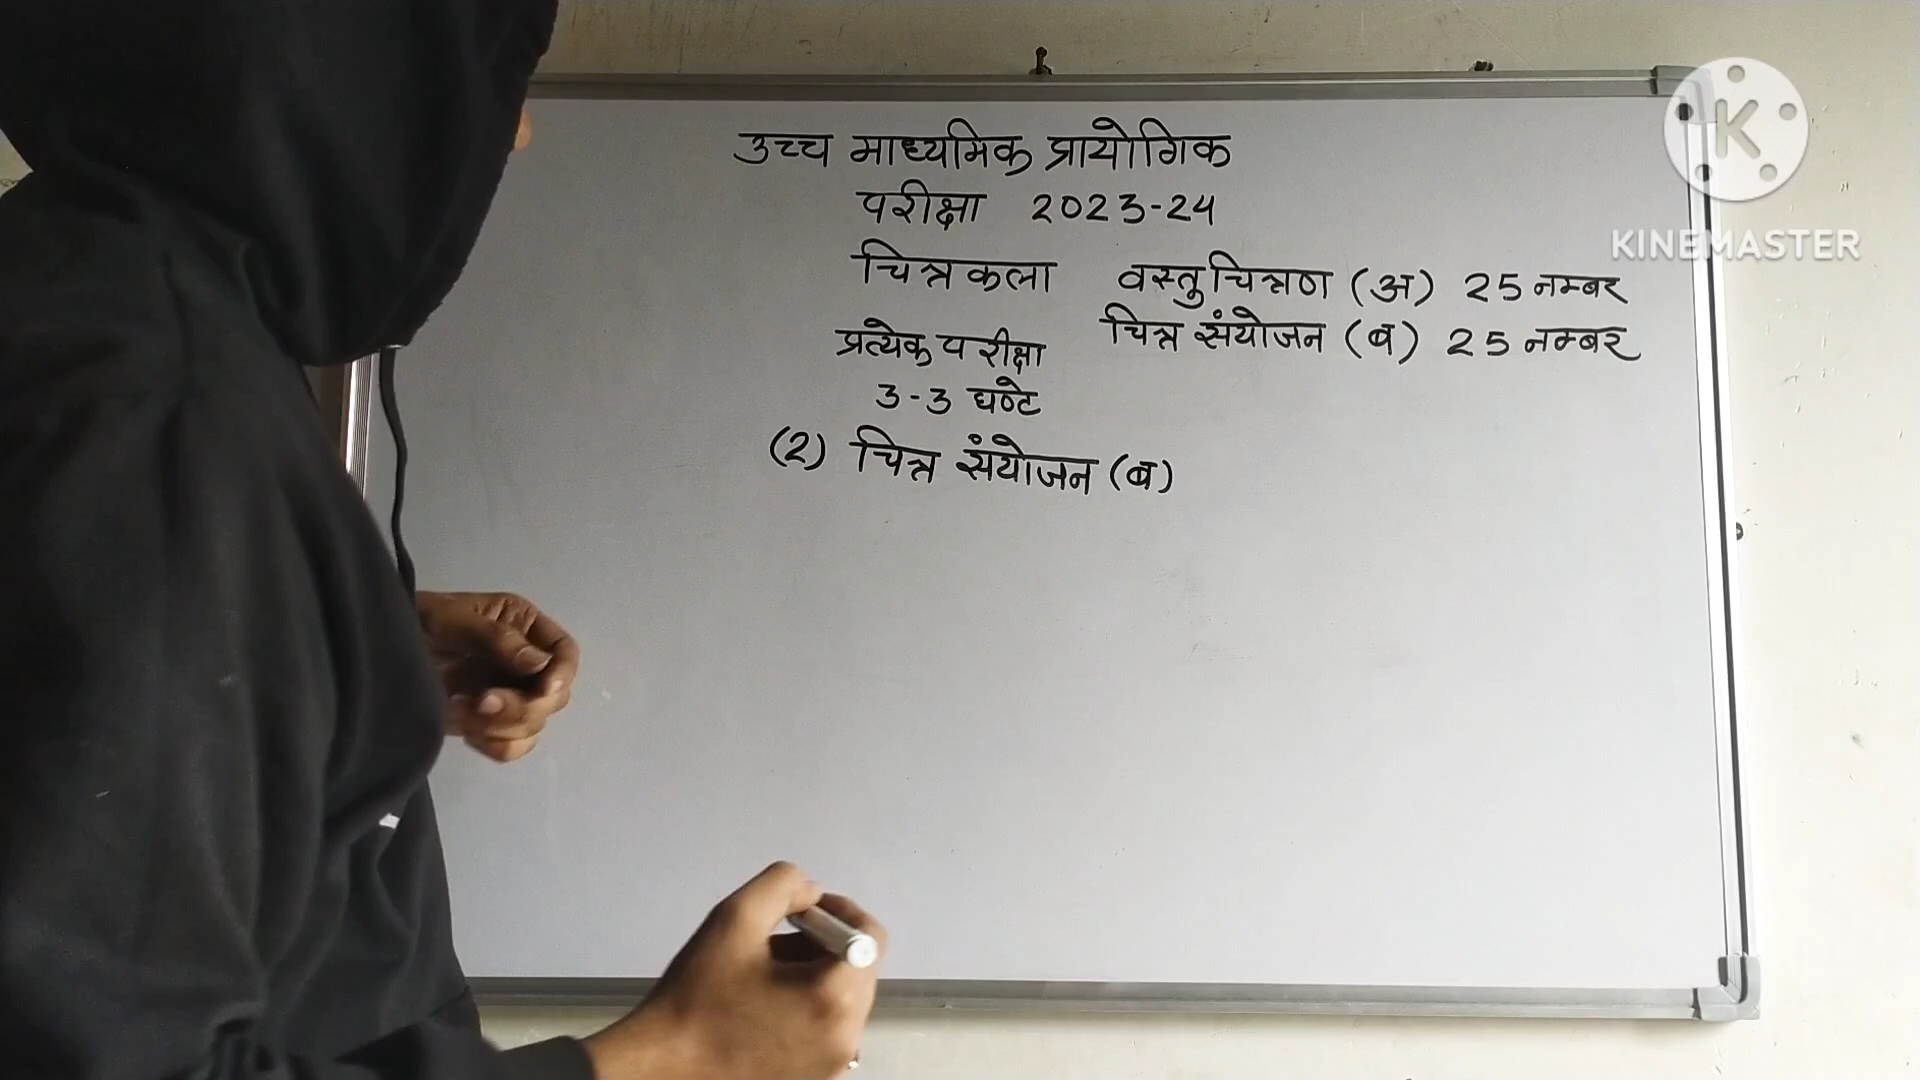 उच्च माध्यमिक प्रायोगिक
परीक्षा 2023-24
चित्रकला वस्तु चित्रण (अ) 25 नम्बर
चित्र संयोजन (ब) 25 नम्बर
प्रत्येक परीक्षा
3-3 घण्टे
(2) चित्र संयोजन (ब)
K
KINEMASTER